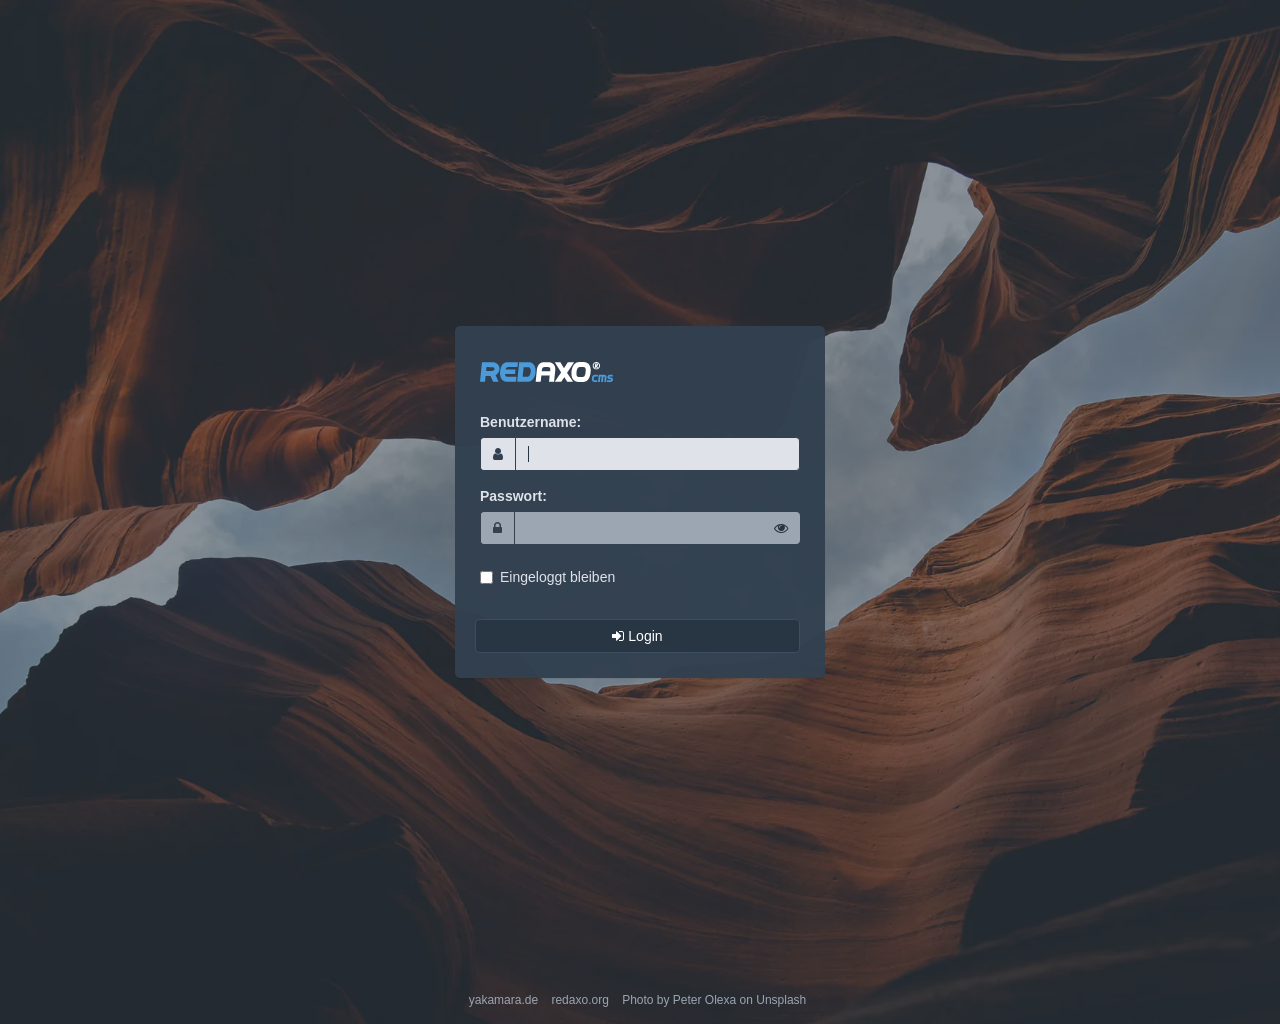 REDAXO® cms
Benutzername:
Passwort:
Eingeloggt bleiben
Login
yakamara.de redaxo.org Photo by Peter Olexa on Unsplash